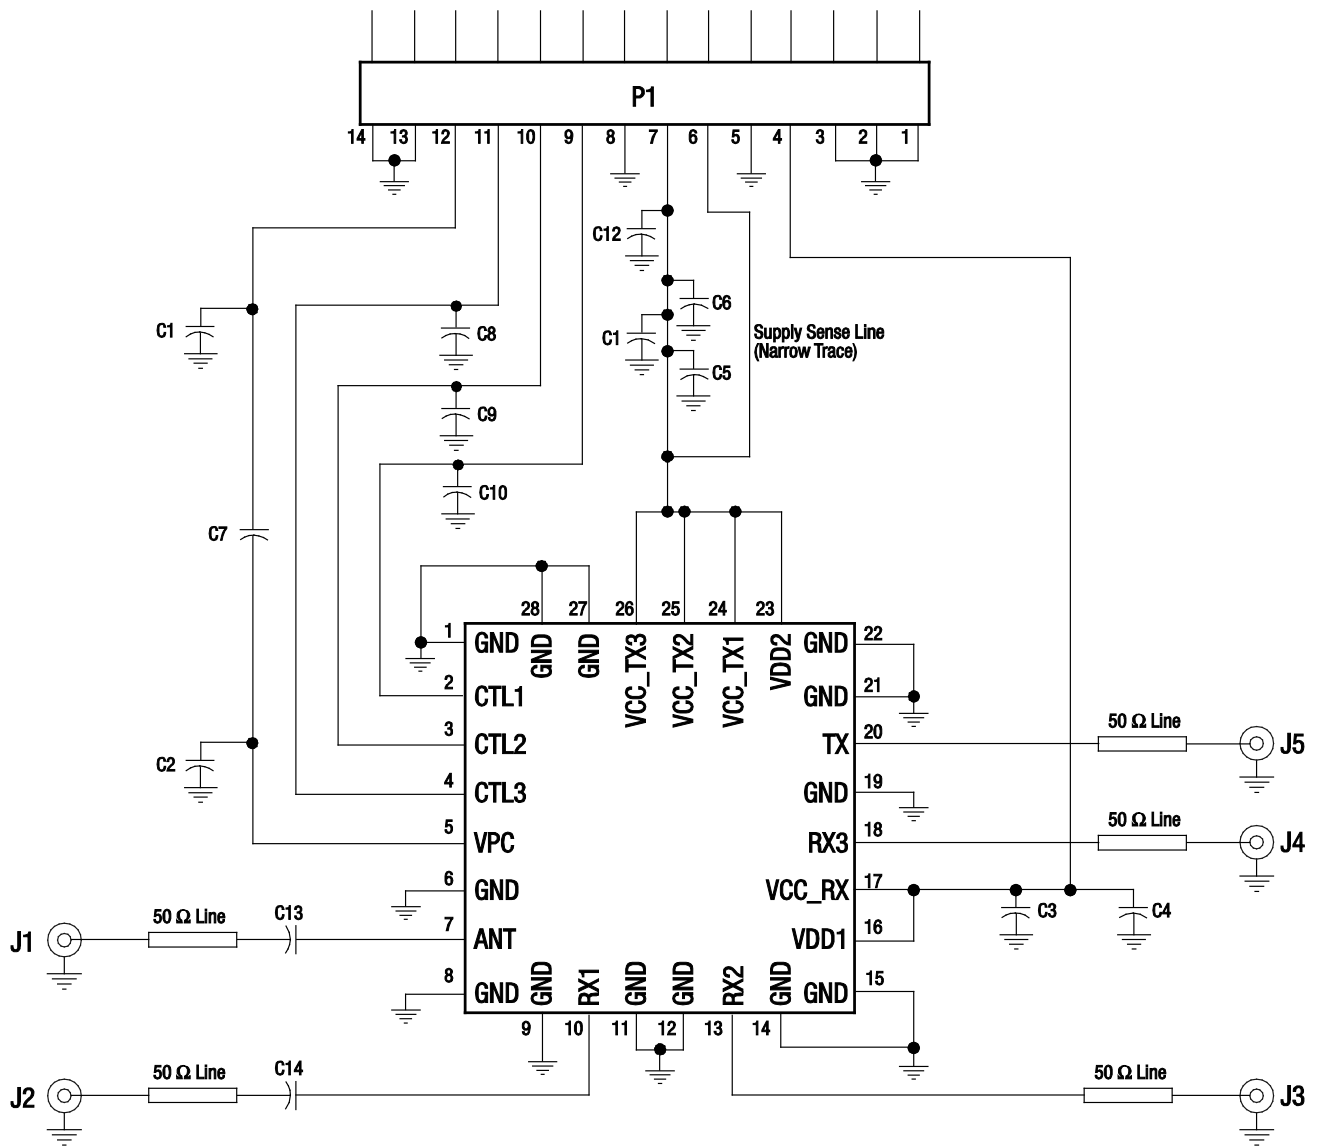 P1
14 13 12 11 10 9 8 7 6 5 4 3 2 1
C12
C1
C8
C6
C1
Supply Sense Line
(Narrow Trace)
C5
C9
C10
C7
28 27 26 25 24 23
1 GND
GND
GND
VCC_TX3
VCC_TX2
VCC_TX1
VDD2
GND 22
2 CTL1
GND 21
3 CTL2
TX 20
50 Ω Line
J5
C2
4 CTL3
GND 19
5 VPC
RX3 18
50 Ω Line
J4
6 GND
VCC_RX 17
C3
C4
J1
50 Ω Line
C13
7 ANT
VDD1 16
8 GND
GND
RX1
GND
GND
RX2
GND
GND 15
9 10 11 12 13 14
J2
50 Ω Line
C14
50 Ω Line
J3